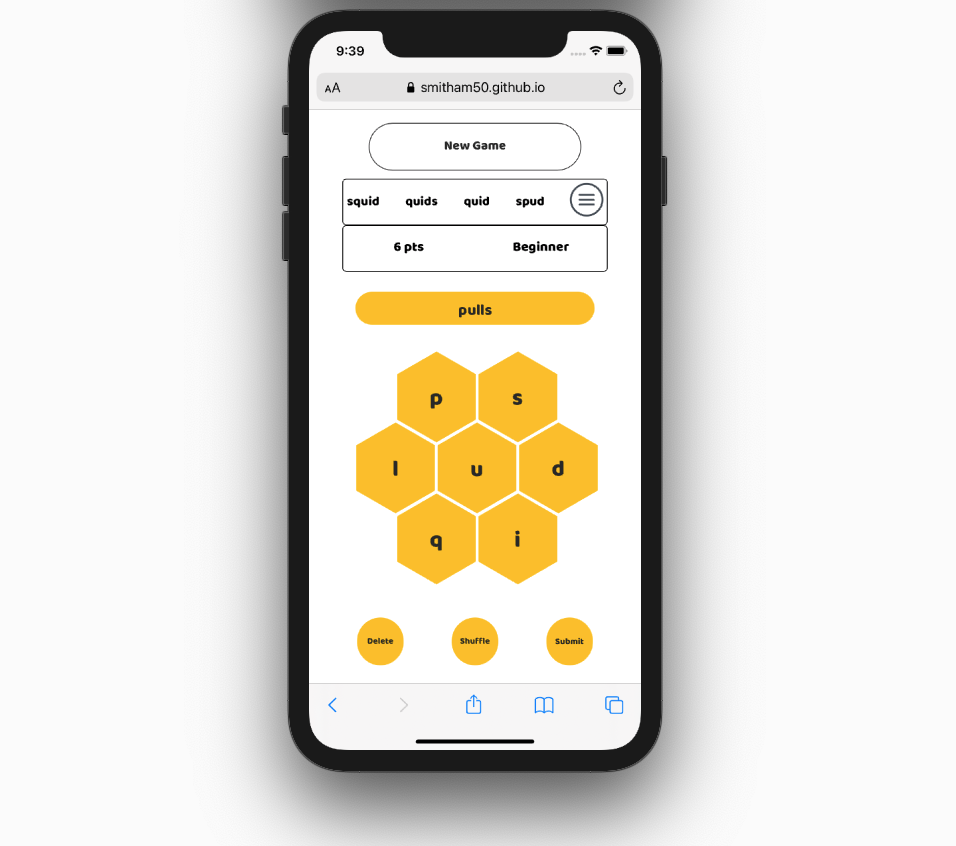 9:39
AA smitham50.github.io
New Game
squid quids quid spud
6 pts Beginner
pulls
p s
l u d
q i
Delete Shuffle Submit